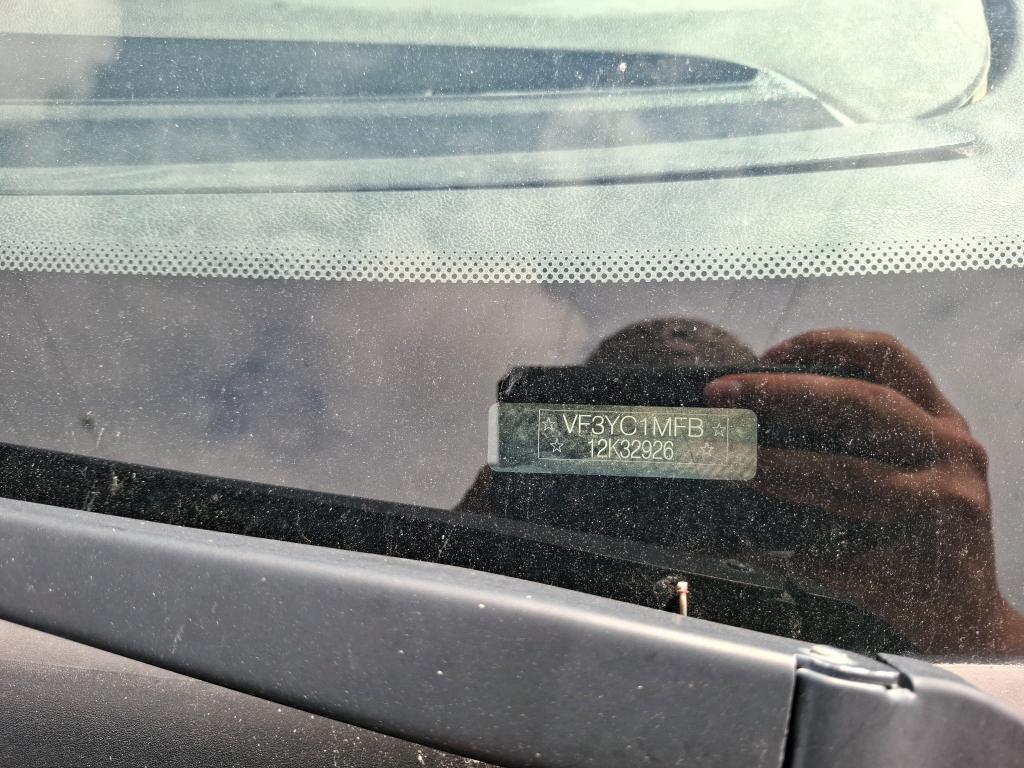 ☆ VF3YC1MFB ☆
☆ 12K32926 ☆